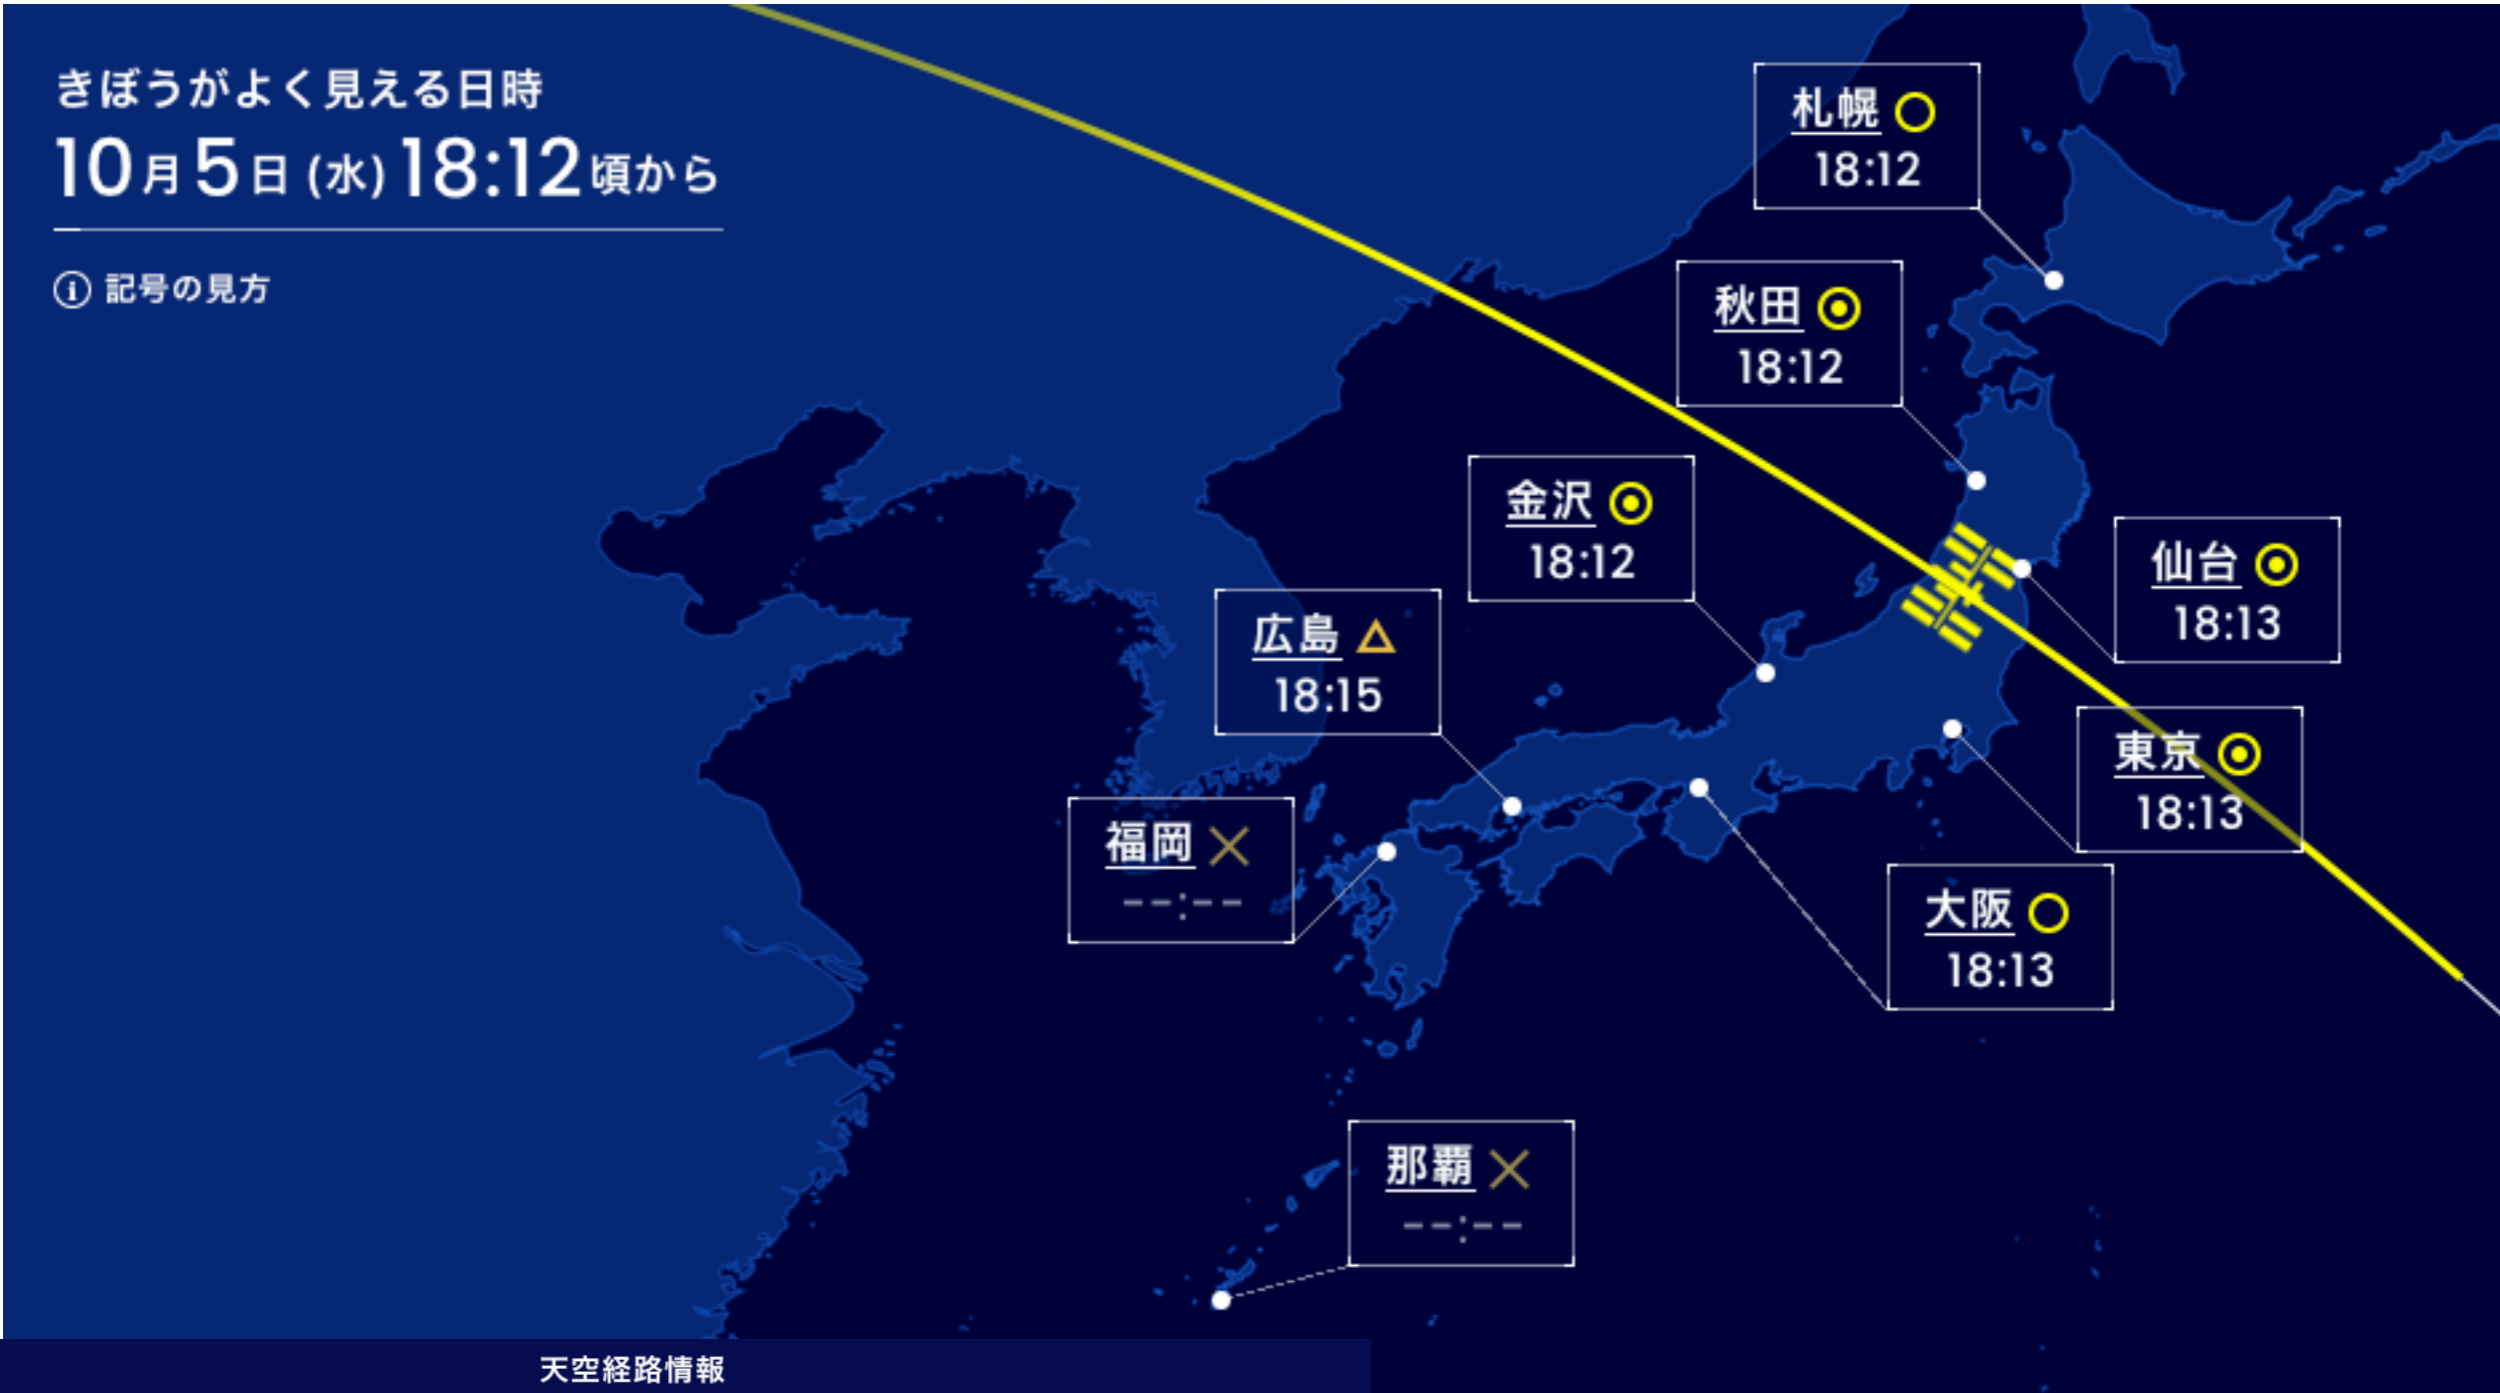 きぼうがよく見える日時
10月5日 (水) 18:12頃から
記号の見方
札幌
18:12
秋田
18:12
金沢
18:12
仙台
18:13
広島
18:15
東京
18:13
福岡
--:--
大阪
18:13
那覇
--:--
天空経路情報